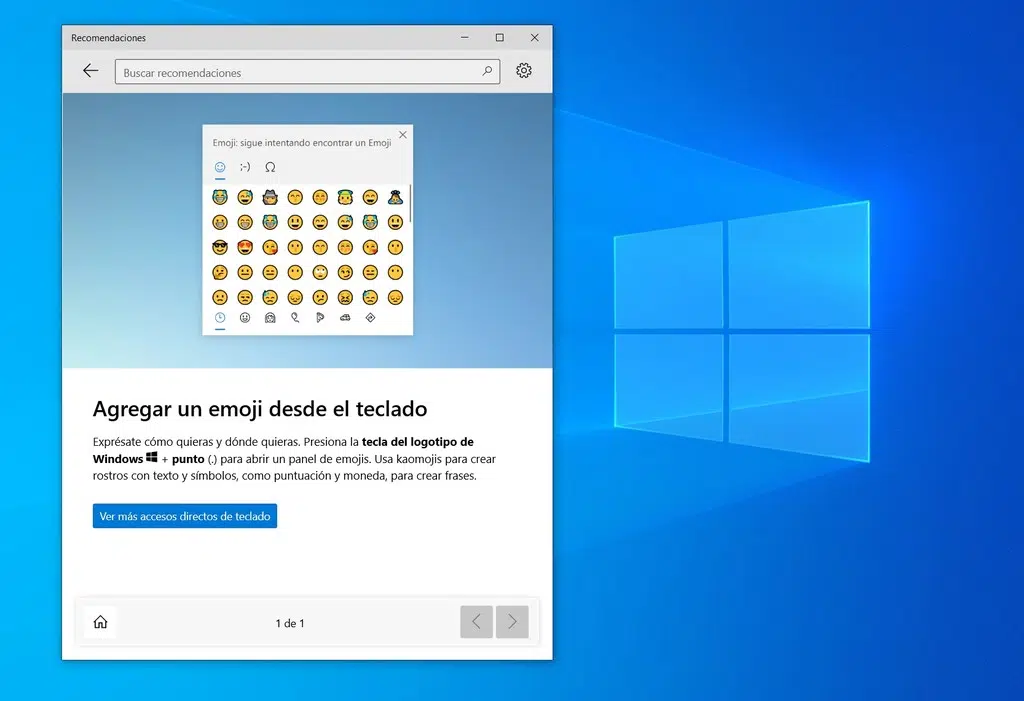 Recomendaciones
Buscar recomendaciones
Emoji: sigue intentando encontrar un Emoji
;-)
Ω
Agregar un emoji desde el teclado
Exprésate cómo quieras y dónde quieras. Presiona la tecla del logotipo de
Windows + punto (.) para abrir un panel de emojis. Usa kaomojis para crear
rostros con texto y símbolos, como puntuación y moneda, para crear frases.
Ver más accesos directos de teclado
1 de 1